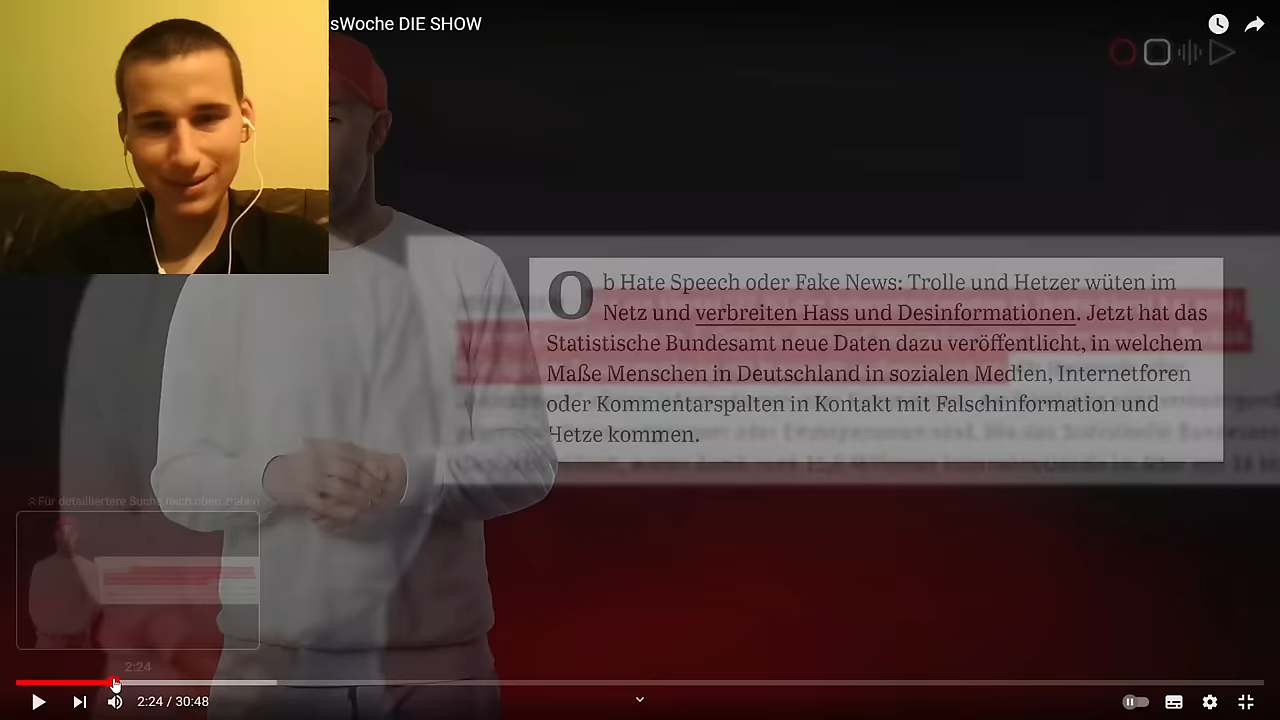 sWoche DIE SHOW
Ob Hate Speech oder Fake News: Trolle und Hetzer wüten im
Netz und verbreiten Hass und Desinformationen. Jetzt hat das
Statistische Bundesamt neue Daten dazu veröffentlicht, in welchem
Maße Menschen in Deutschland in sozialen Medien, Internetforen
oder Kommentarspalten in Kontakt mit Falschinformation und
Hetze kommen.
Für detailliertere Suche nach oben ziehen
2:24
2:24 / 30:48